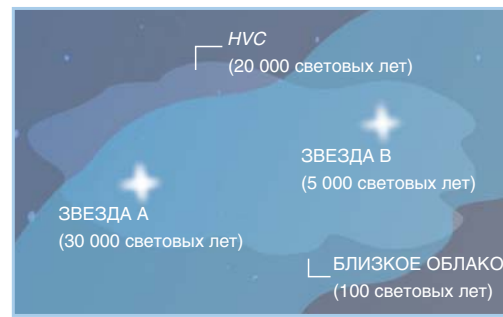 HVC
(20 000 световых лет)
ЗВЕЗДА B
(5 000 световых лет)
ЗВЕЗДА A
(30 000 световых лет)
БЛИЗКОЕ ОБЛАКО
(100 световых лет)